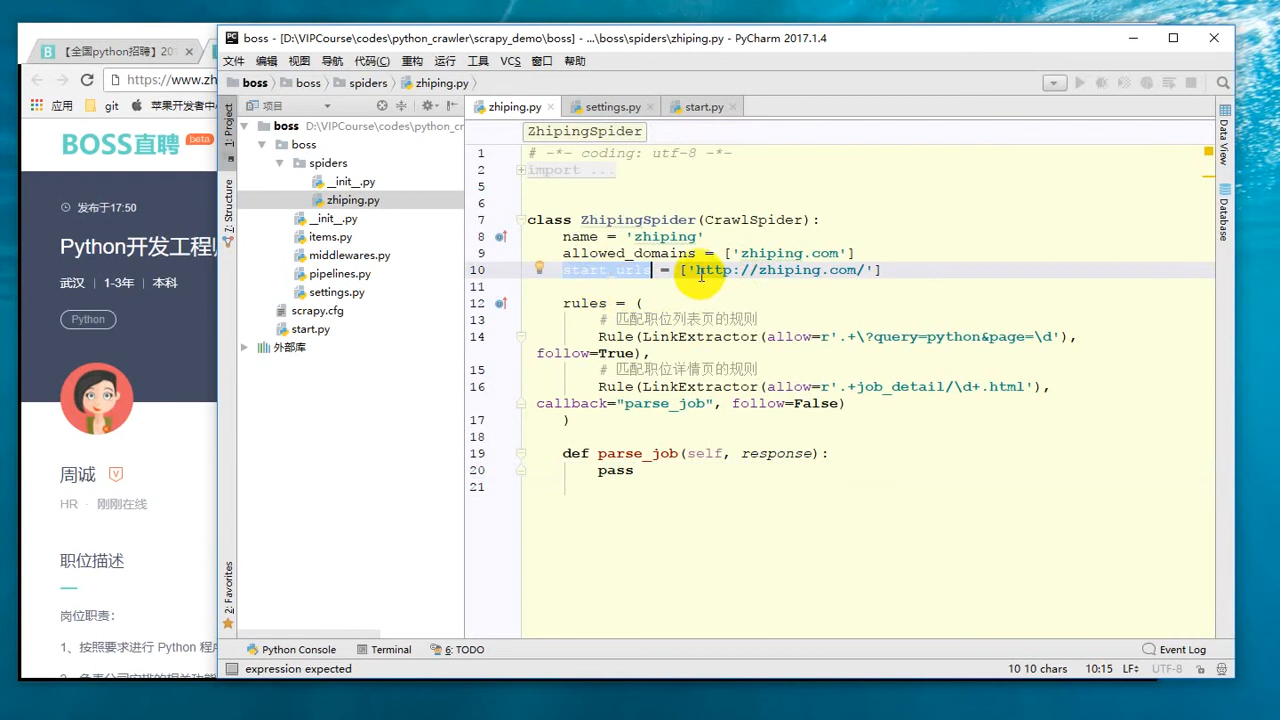 【全国python招聘】20
https://www.zh
应用
git
苹果开发者中
BOSS直聘 beta
发布于17:50
Python开发工程
武汉 1-3年 本科
Python
周诚
HR · 刚刚在线
职位描述
岗位职责：
1、按照要求进行 Python 程
boss - [D:\VIPCourse\codes\python_crawler\scrapy_demo\boss] - ...\boss\spiders\zhiping.py - PyCharm 2017.1.4
文件 编辑 视图 导航 代码(C) 重构 运行 工具 VCS 窗口 帮助
boss boss spiders zhiping.py
1: Project
7: Structure
2: Favorites
项目
boss D:\VIPCourse\codes\python_cr
boss
spiders
__init__.py
zhiping.py
__init__.py
items.py
middlewares.py
pipelines.py
settings.py
scrapy.cfg
start.py
外部库
zhiping.py settings.py start.py
ZhipingSpider
1 # -*- coding: utf-8 -*-
2 import ...
5
6
7 class ZhipingSpider(CrawlSpider):
8 name = 'zhiping'
9 allowed_domains = ['zhiping.com']
10 start_urls = ['http://zhiping.com/']
11
12 rules = (
13 # 匹配职位列表页的规则
14 Rule(LinkExtractor(allow=r'.+\?query=python&page=\d'),
follow=True),
15 # 匹配职位详情页的规则
16 Rule(LinkExtractor(allow=r'.+job_detail/\d+.html'),
callback="parse_job", follow=False)
17 )
18
19 def parse_job(self, response):
20 pass
21
Data View
Database
Python Console Terminal 6: TODO Event Log
expression expected 10 10 chars 10:15 LF÷ UTF-8